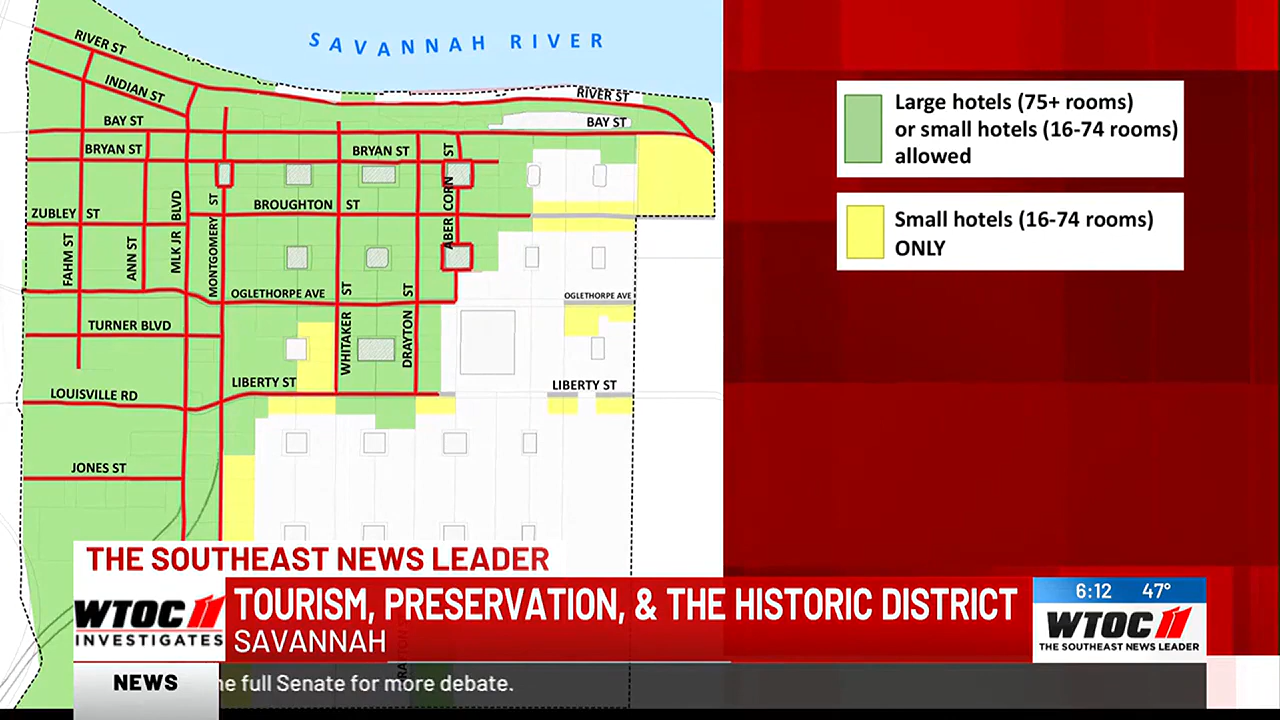 SAVANNAH RIVER
RIVER ST
INDIAN ST
RIVER ST
BAY ST
BAY ST
BRYAN ST
BRYAN ST
ZUBLEY ST
BROUGHTON ST
FAHM ST
ANN ST
MLK JR BLVD
MONTGOMERY ST
ABERCORN ST
OGLETHORPE AVE
OGLETHORPE AVE
WHITAKER ST
DRAYTON ST
TURNER BLVD
LIBERTY ST
LIBERTY ST
LOUISVILLE RD
JONES ST
Large hotels (75+ rooms)
or small hotels (16-74 rooms)
allowed
Small hotels (16-74 rooms)
ONLY
THE SOUTHEAST NEWS LEADER
WTOC 11
INVESTIGATES
TOURISM, PRESERVATION, & THE HISTORIC DISTRICT
SAVANNAH
6:12 47°
WTOC 11
THE SOUTHEAST NEWS LEADER
NEWS
he full Senate for more debate.